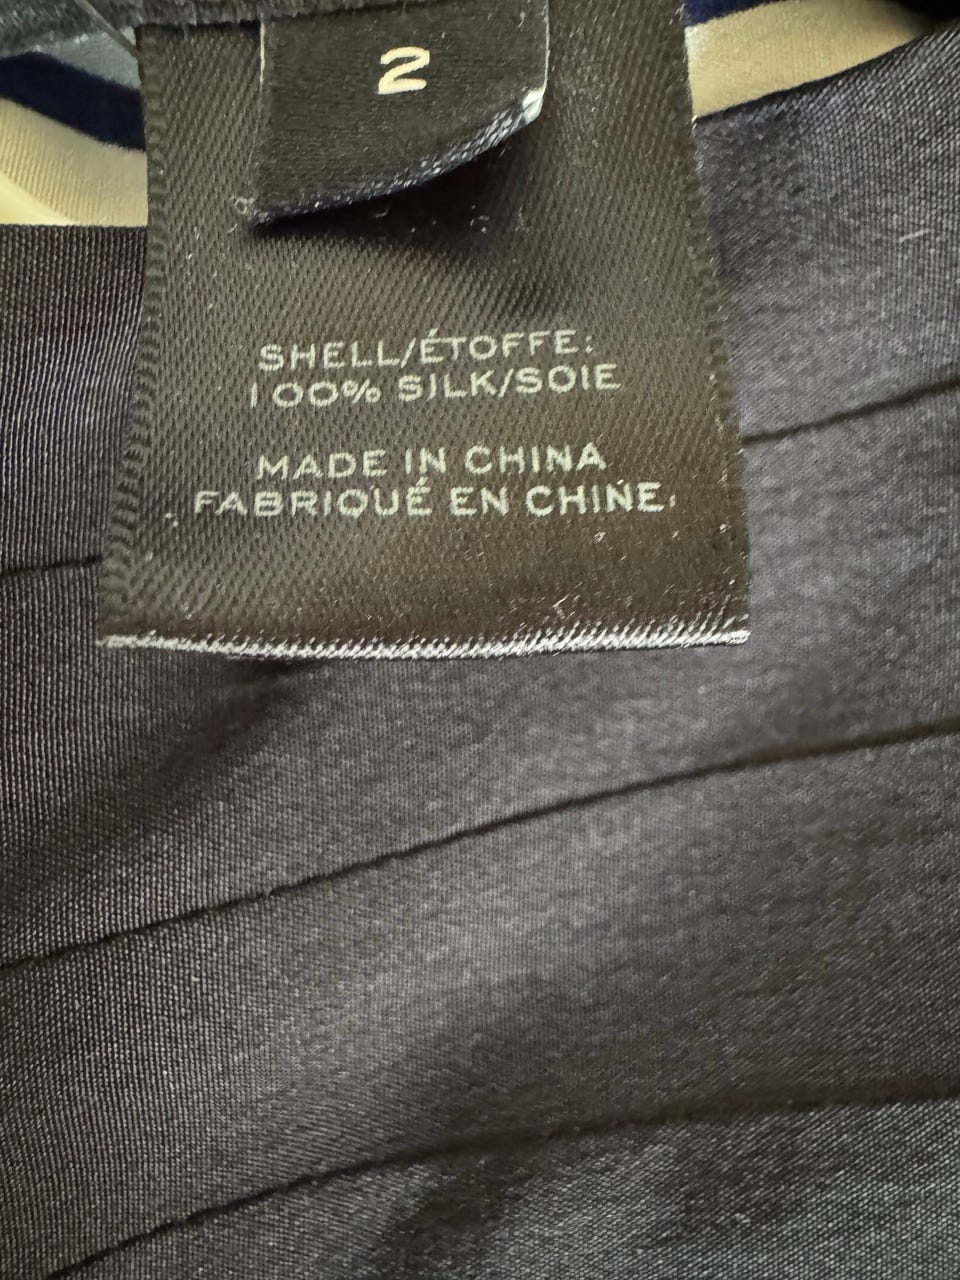 2
SHELL/ÉTOFFE:
100% SILK/SOIE
MADE IN CHINA
FABRIQUÉ EN CHINE